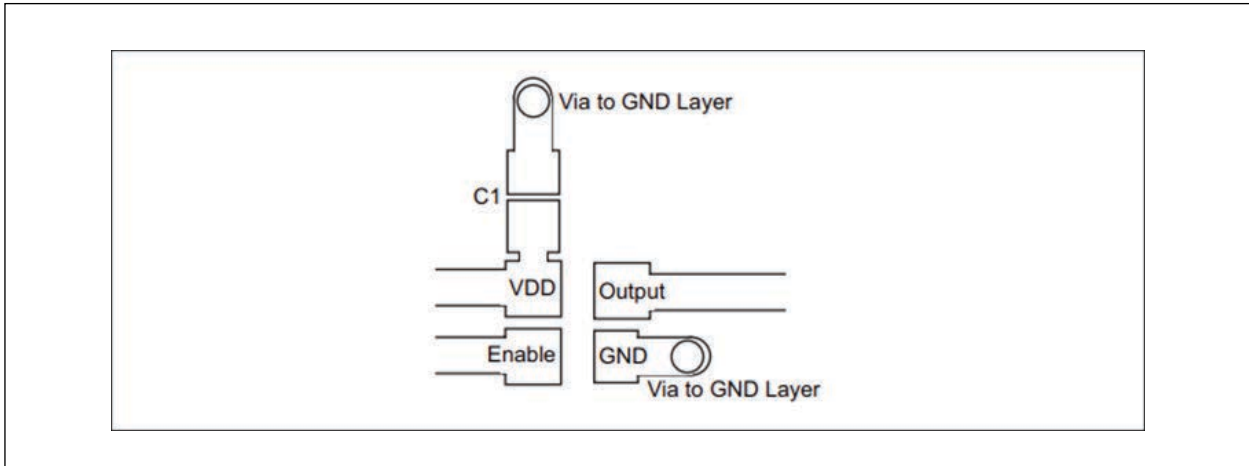 Via to GND Layer
C1
VDD
Output
Enable
GND
Via to GND Layer